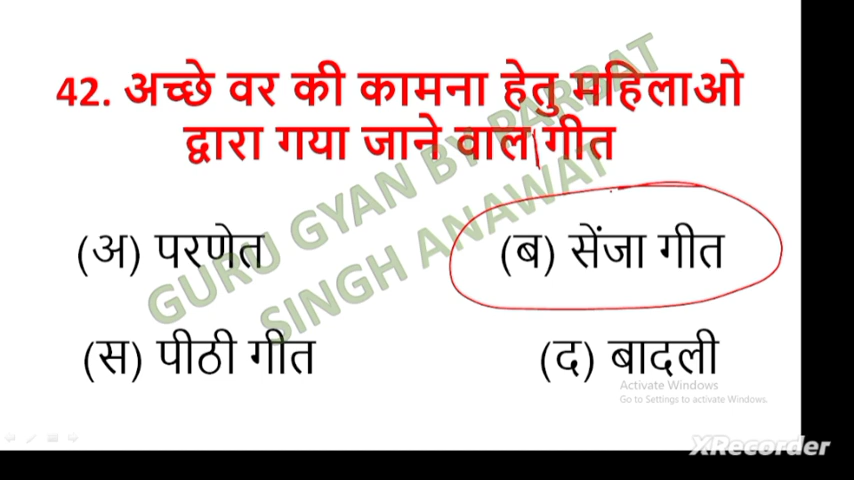 42. अच्छे वर की कामना हेतु महिलाओ
द्वारा गया जाने वाला गीत
(अ) परणेत
(ब) सेंजा गीत
(स) पीठी गीत
(द) बादली
GURU GYAN BY PARBAT
SINGH ANAWAT
Activate Windows
Go to Settings to activate Windows.
XRecorder